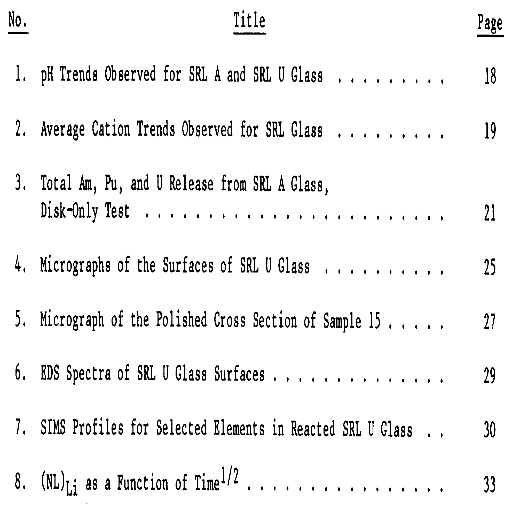 No. Title Page
1. pH Trends Observed for SRL A and SRL U Glass . . . . . . . . . 18
2. Average Cation Trends Observed for SRL Glass . . . . . . . . . 19
3. Total Am, Pu, and U Release from SRL A Glass,
Disk-Only Test . . . . . . . . . . . . . . . . . . . . . . . . 21
4. Micrographs of the Surfaces of SRL U Glass . . . . . . . . . . 25
5. Micrograph of the Polished Cross Section of Sample 15 . . . . . 27
6. EDS Spectra of SRL U Glass Surfaces . . . . . . . . . . . . . . 29
7. SIMS Profiles for Selected Elements in Reacted SRL U Glass . . 30
8. (NL)Li as a Function of Time1/2 . . . . . . . . . . . . . . . . 33